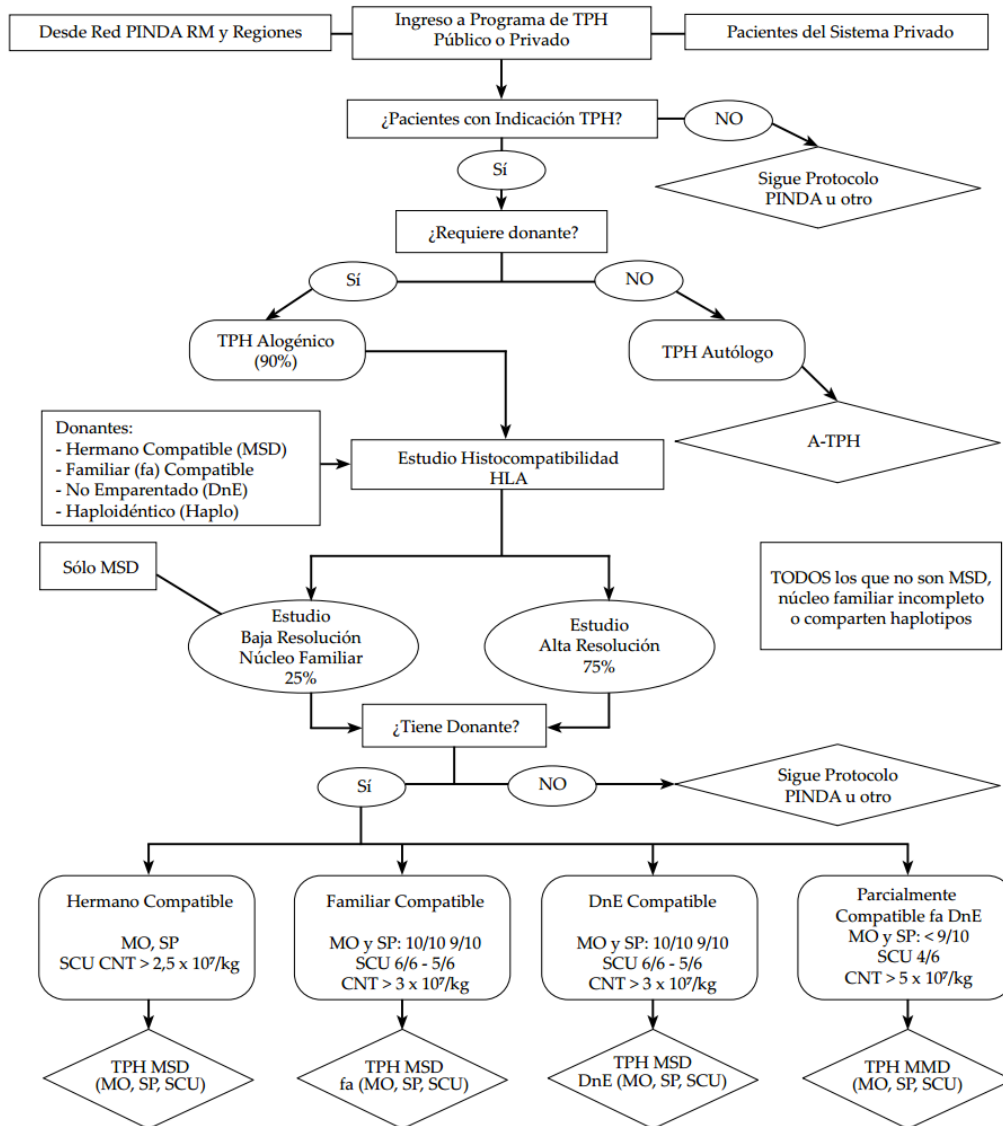 Desde Red PINDA RM y Regiones
Ingreso a Programa de TPH
Público o Privado
Pacientes del Sistema Privado
¿Pacientes con Indicación TPH?
NO
Sí
Sigue Protocolo
PINDA u otro
¿Requiere donante?
Sí
NO
TPH Alogénico
(90%)
TPH Autólogo
A-TPH
Donantes:
- Hermano Compatible (MSD)
- Familiar (fa) Compatible
- No Emparentado (DnE)
- Haploidéntico (Haplo)
Estudio Histocompatibilidad
HLA
Sólo MSD
Estudio
Baja Resolución
Núcleo Familiar
25%
Estudio
Alta Resolución
75%
TODOS los que no son MSD,
núcleo familiar incompleto
o comparten haplotipos
¿Tiene Donante?
Sí
NO
Sigue Protocolo
PINDA u otro
Hermano Compatible
MO, SP
SCU CNT > 2,5 x 10⁷/kg
Familiar Compatible
MO y SP: 10/10 9/10
SCU 6/6 - 5/6
CNT > 3 x 10⁷/kg
DnE Compatible
MO y SP: 10/10 9/10
SCU 6/6 - 5/6
CNT > 3 x 10⁷/kg
Parcialmente
Compatible fa DnE
MO y SP: < 9/10
SCU 4/6
CNT > 5 x 10⁷/kg
TPH MSD
(MO, SP, SCU)
TPH MSD
fa (MO, SP, SCU)
TPH MSD
DnE (MO, SP, SCU)
TPH MMD
(MO, SP, SCU)